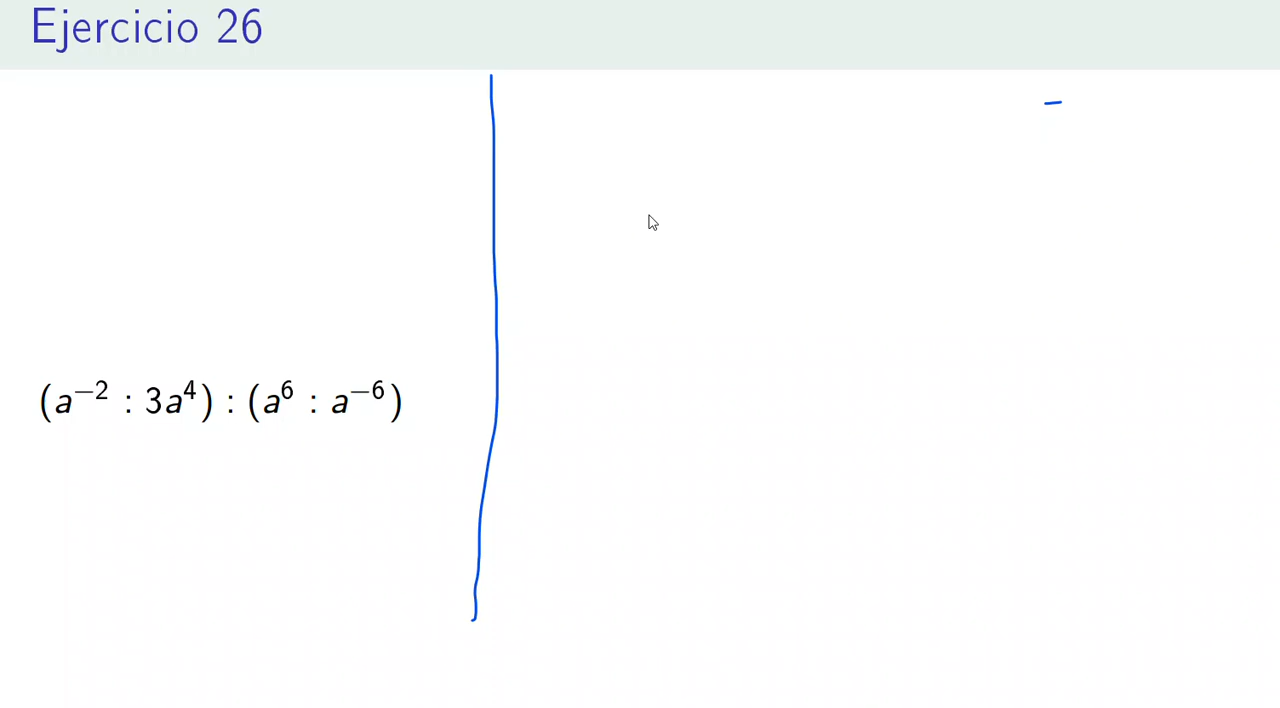 Ejercicio 26
(a⁻² : 3a⁴) : (a⁶ : a⁻⁶)